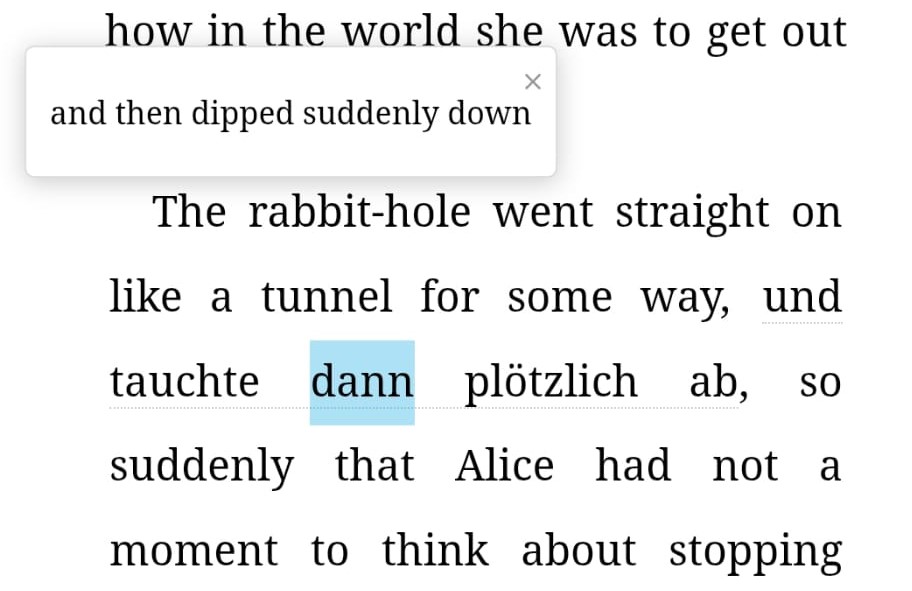 how in the world she was to get out
and then dipped suddenly down
The rabbit-hole went straight on
like a tunnel for some way, und
tauchte dann plötzlich ab, so
suddenly that Alice had not a
moment to think about stopping